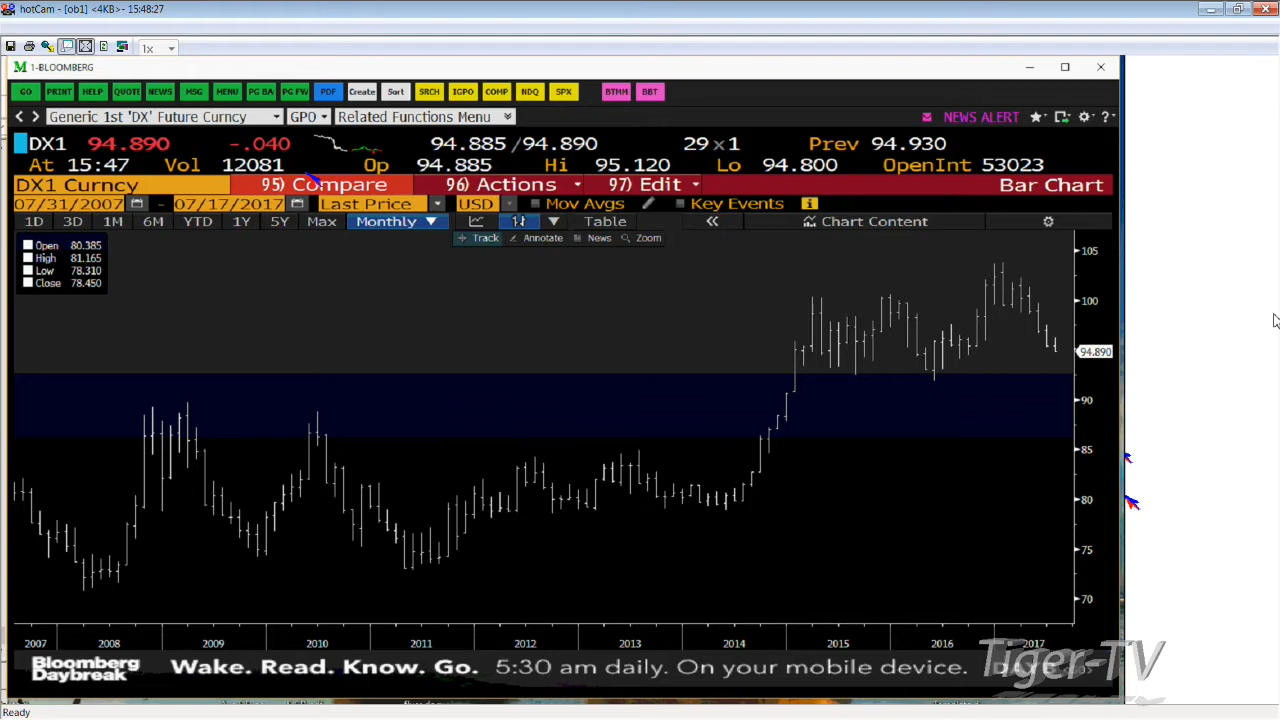 hotCam - [ob1] <4KB>- 15:48:27
1x
M 1-BLOOMBERG
GO PRINT HELP QUOTE NEWS MSG MENU PG BA PG FW PDF Create Sort SRCH IGPO COMP NDQ SPX BTMM BBT
Generic 1st 'DX' Future Curncy GPO Related Functions Menu NEWS ALERT ?
DX1 94.890 -.040 94.885/94.890 29x1 Prev 94.930
At 15:47 Vol 12081 Op 94.885 Hi 95.120 Lo 94.800 OpenInt 53023
DX1 Curncy 95) Compare 96) Actions 97) Edit Bar Chart
07/31/2007 - 07/17/2017 Last Price USD Mov Avgs Key Events i
1D 3D 1M 6M YTD 1Y 5Y Max Monthly Table Chart Content
Track Annotate News Zoom
Open 80.385
High 81.165
Low 78.310
Close 78.450
105
100
94.890
90
85
80
75
70
2007 2008 2009 2010 2011 2012 2013 2014 2015 2016 2017
Bloomberg
Daybreak
Wake. Read. Know. Go. 5:30 am daily. On your mobile device.
Tiger-TV
Ready